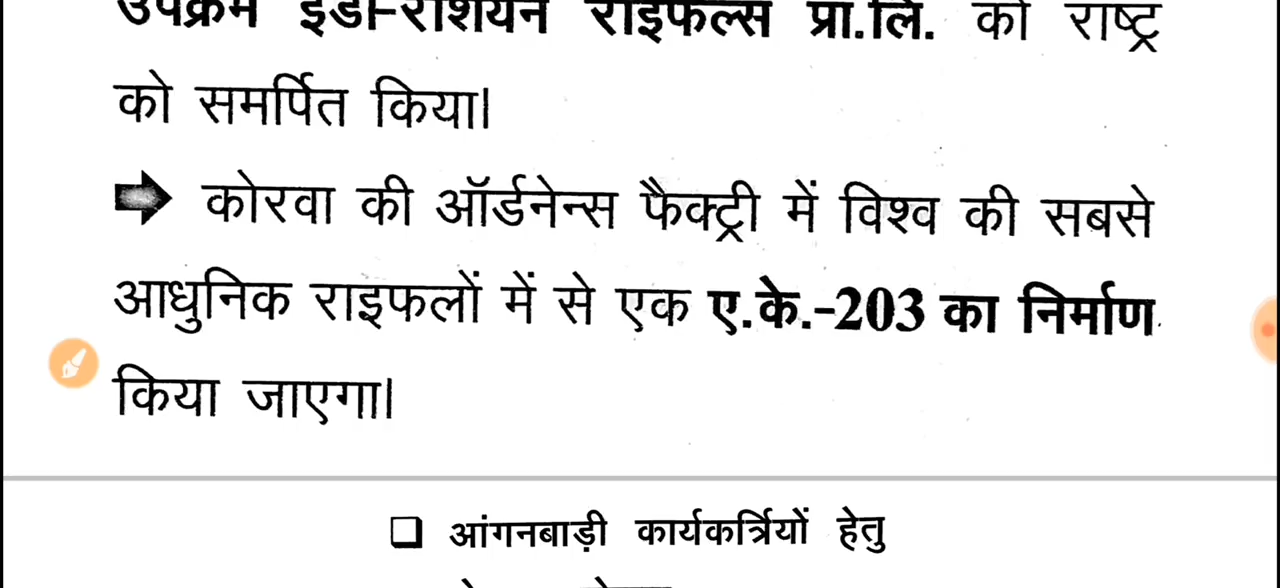 उपक्रम इंडो-रशियन राइफल्स प्रा.लि. को राष्ट्र
को समर्पित किया।
कोरवा की ऑर्डनेन्स फैक्ट्री में विश्व की सबसे
आधुनिक राइफलों में से एक ए.के.-203 का निर्माण
किया जाएगा।
❑ आंगनबाड़ी कार्यकर्त्रियों हेतु